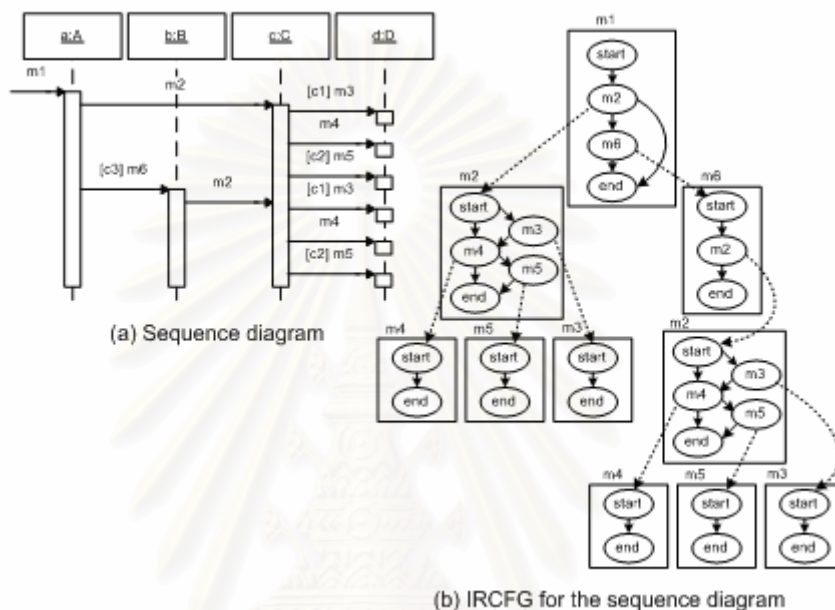 a:A
b:B
c:C
d:D
m1
m2
[c1] m3
m4
[c2] m5
[c3] m6
m2
[c1] m3
m4
[c2] m5
(a) Sequence diagram
m1
start
m2
m6
end
m2
start
m3
m4
m5
end
m6
start
m2
end
m4
start
end
m5
start
end
m3
start
end
m2
start
m3
m4
m5
end
m4
start
end
m5
start
end
m3
start
end
(b) IRCFG for the sequence diagram